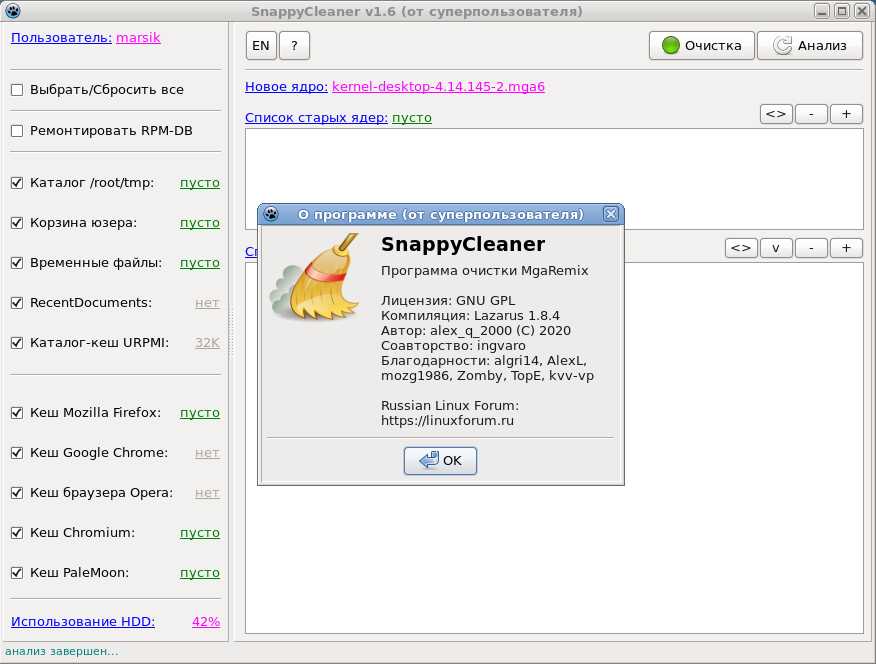 SnappyCleaner v1.6 (от суперпользователя)
Пользователь: marsik
EN ? Очистка Анализ
Выбрать/Сбросить все
Ремонтировать RPM-DB
Каталог /root/tmp: пусто
Корзина юзера: пусто
Временные файлы: пусто
RecentDocuments: нет
Каталог-кеш URPMI: 32K
Кеш Mozilla Firefox: пусто
Кеш Google Chrome: нет
Кеш браузера Opera: нет
Кеш Chromium: пусто
Кеш PaleMoon: пусто
Использование HDD: 42%
Новое ядро: kernel-desktop-4.14.145-2.mga6
Список старых ядер: пусто
<> - +
<> v - +
О программе (от суперпользователя)
SnappyCleaner
Программа очистки MgaRemix
Лицензия: GNU GPL
Компиляция: Lazarus 1.8.4
Автор: alex_q_2000 (C) 2020
Соавторство: ingvaro
Благодарности: algri14, AlexL,
mozg1986, Zomby, TopE, kvv-vp
Russian Linux Forum:
https://linuxforum.ru
OK
анализ завершен...